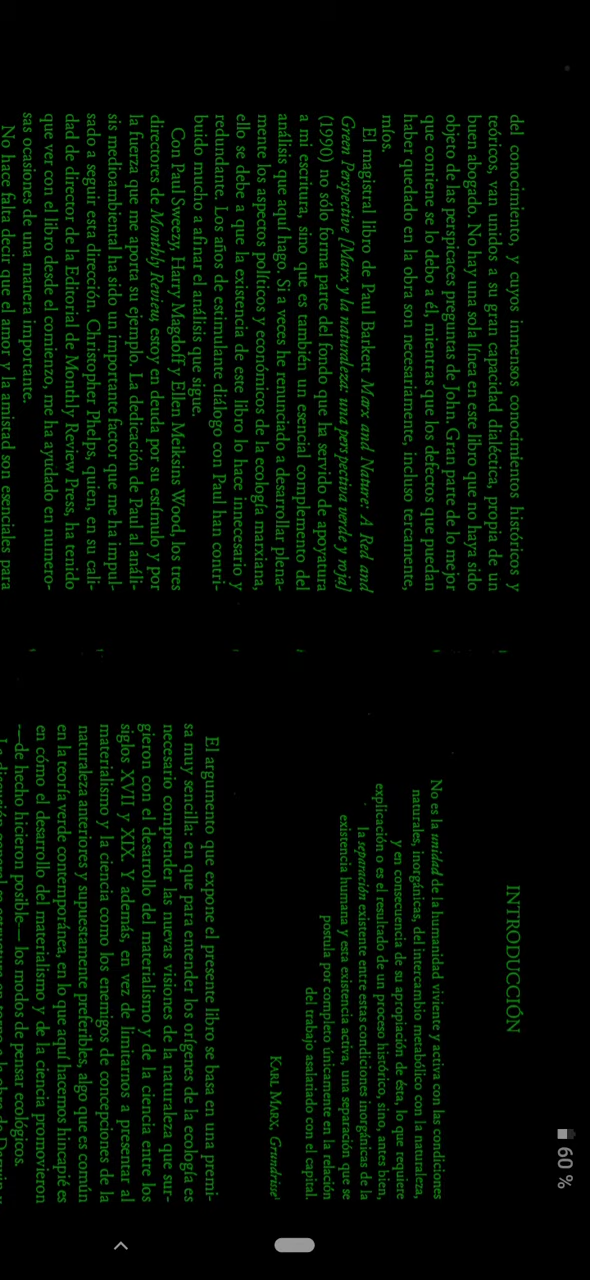 del conocimiento, y cuyos inmensos conocimientos históricos y
teóricos, van unidos a su gran capacidad dialéctica, propia de un
buen abogado. No hay una sola línea en este libro que no haya sido
objeto de las perspicaces preguntas de John. Gran parte de lo mejor
que contiene se lo debo a él, mientras que los defectos que puedan
haber quedado en la obra son necesariamente, incluso tercamente,
míos.
El magistral libro de Paul Burkett Marx and Nature: A Red and
Green Perspective [Marx y la naturaleza: una perspectiva verde y roja]
(1990) no sólo forma parte del fondo que ha servido de apoyatura
a mi escritura, sino que es también un esencial complemento del
análisis que aquí hago. Si a veces he renunciado a desarrollar plena-
mente los aspectos políticos y económicos de la ecología marxiana,
ello se debe a que la existencia de ese libro lo hace innecesario y
redundante. Los años de estimulante diálogo con Paul han contri-
buido mucho a afinar el análisis que sigue.
Con Paul Sweezy, Harry Magdoff y Ellen Meiksins Wood, los tres
directores de Monthly Review, estoy en deuda por su estímulo y por
la fuerza que me aporta su ejemplo. La dedicación de Paul al análi-
sis medioambiental ha sido un importante factor que me ha impul-
sado a seguir esta dirección. Christopher Phelps, quien, en su cali-
dad de director de la Editorial de Monthly Review Press, ha tenido
que ver con el libro desde el comienzo, me ha ayudado en numero-
sas ocasiones de una manera importante.
No hace falta decir que el amor y la amistad son esenciales para
INTRODUCCIÓN
No es la unidad de la humanidad viviente y activa con las condiciones
naturales, inorgánicas, del intercambio metabólico con la naturaleza,
y en consecuencia de su apropiación de ésta, lo que requiere
explicación o es el resultado de un proceso histórico, sino, antes bien,
la separación existente entre estas condiciones inorgánicas de la
existencia humana y esta existencia activa, una separación que se
postula por completo únicamente en la relación
del trabajo asalariado con el capital.
KARL MARX, Grundrisse¹
El argumento que expone el presente libro se basa en una premi-
sa muy sencilla: en que para entender los orígenes de la ecología es
necesario comprender las nuevas visiones de la naturaleza que sur-
gieron con el desarrollo del materialismo y de la ciencia entre los
siglos XVII y XIX. Y además, en vez de limitarnos a presentar al
materialismo y la ciencia como los enemigos de concepciones de la
naturaleza anteriores y supuestamente preferibles, algo que es común
en la teoría verde contemporánea, en lo que aquí hacemos hincapié es
en cómo el desarrollo del materialismo y de la ciencia promovieron
—de hecho hicieron posible— los modos de pensar ecológicos.
60 %